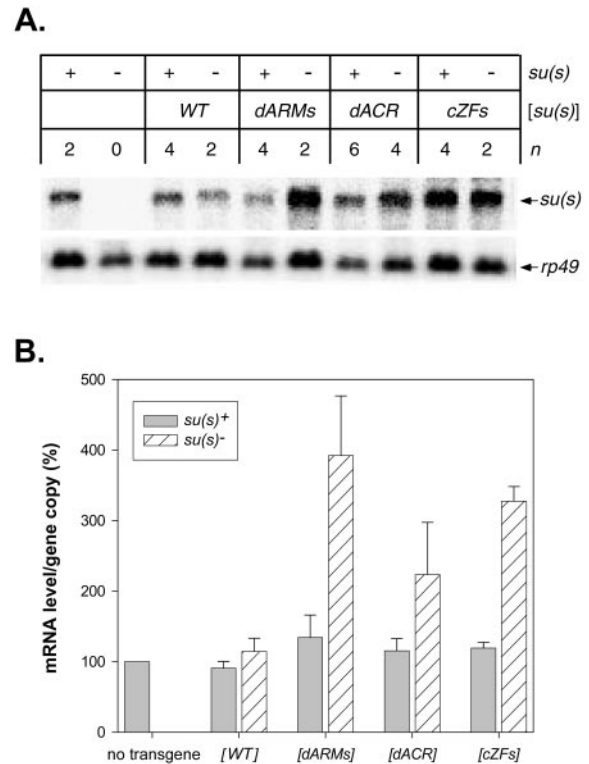 A.
+ - + - + - + - + - su(s)
WT dARMs dACR cZFs [su(s)]
2 0 4 2 4 2 6 4 4 2 n
su(s)
rp49
B.
500
su(s)+
su(s)-
400
300
200
100
0
mRNA level/gene copy (%)
no transgene [WT] [dARMs] [dACR] [cZFs]